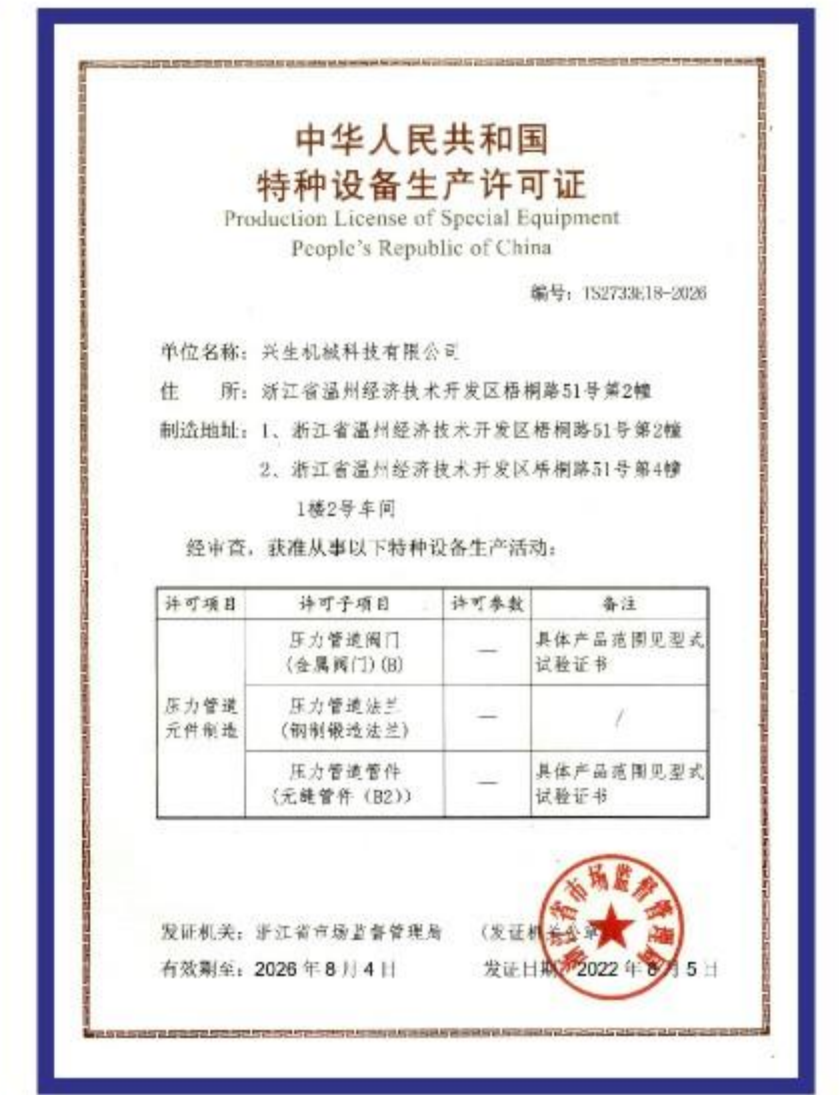 中华人民共和国
特种设备生产许可证
Production License of Special Equipment
People's Republic of China
编号：TS2733E18-2026
单位名称：兴生机械科技有限公司
住 所：浙江省温州经济技术开发区梧桐路51号第2幢
制造地址：1、浙江省温州经济技术开发区梧桐路51号第2幢
2、浙江省温州经济技术开发区梧桐路51号第4幢
1楼2号车间
经审查，获准从事以下特种设备生产活动：
许可项目 许可子项目 许可参数 备注
压力管道
元件制造
压力管道阀门
(金属阀门)(B)
—
具体产品范围见型式
试验证书
压力管道法兰
(钢制锻造法兰)
—
/
压力管道管件
(无缝管件（B2）)
—
具体产品范围见型式
试验证书
发证机关：浙江省市场监督管理局 (发证机关公章)
有效期至：2026 年 8 月 4 日 发证日期：2022 年 8 月 5 日
浙江省市场监督管理局